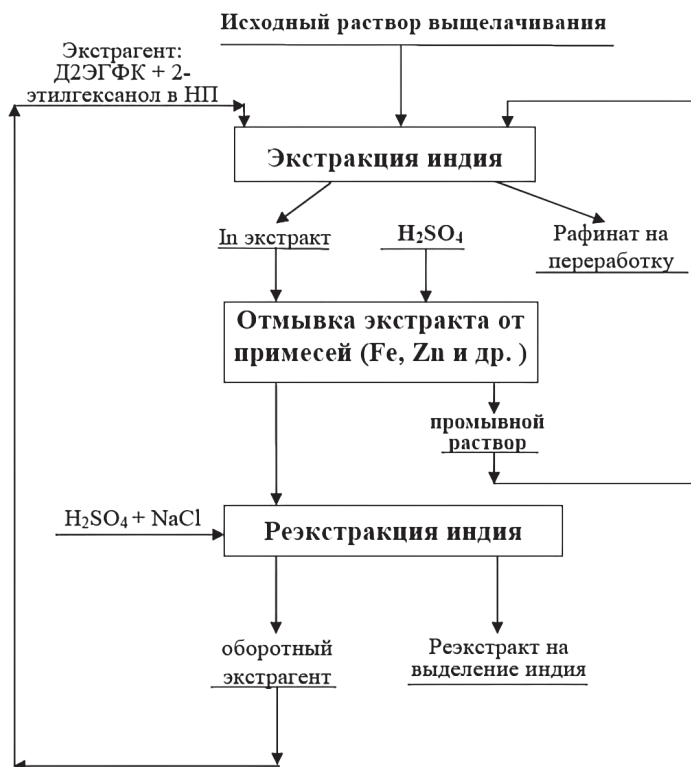 Исходный раствор выщелачивания
Экстрагент:
Д2ЭГФК + 2-
этилгексанол в НП
Экстракция индия
In экстракт
H₂SO₄
Рафинат на
переработку
Отмывка экстракта от
примесей (Fe, Zn и др. )
промывной
раствор
H₂SO₄ + NaCl
Реэкстракция индия
оборотный
экстрагент
Реэкстракт на
выделение индия